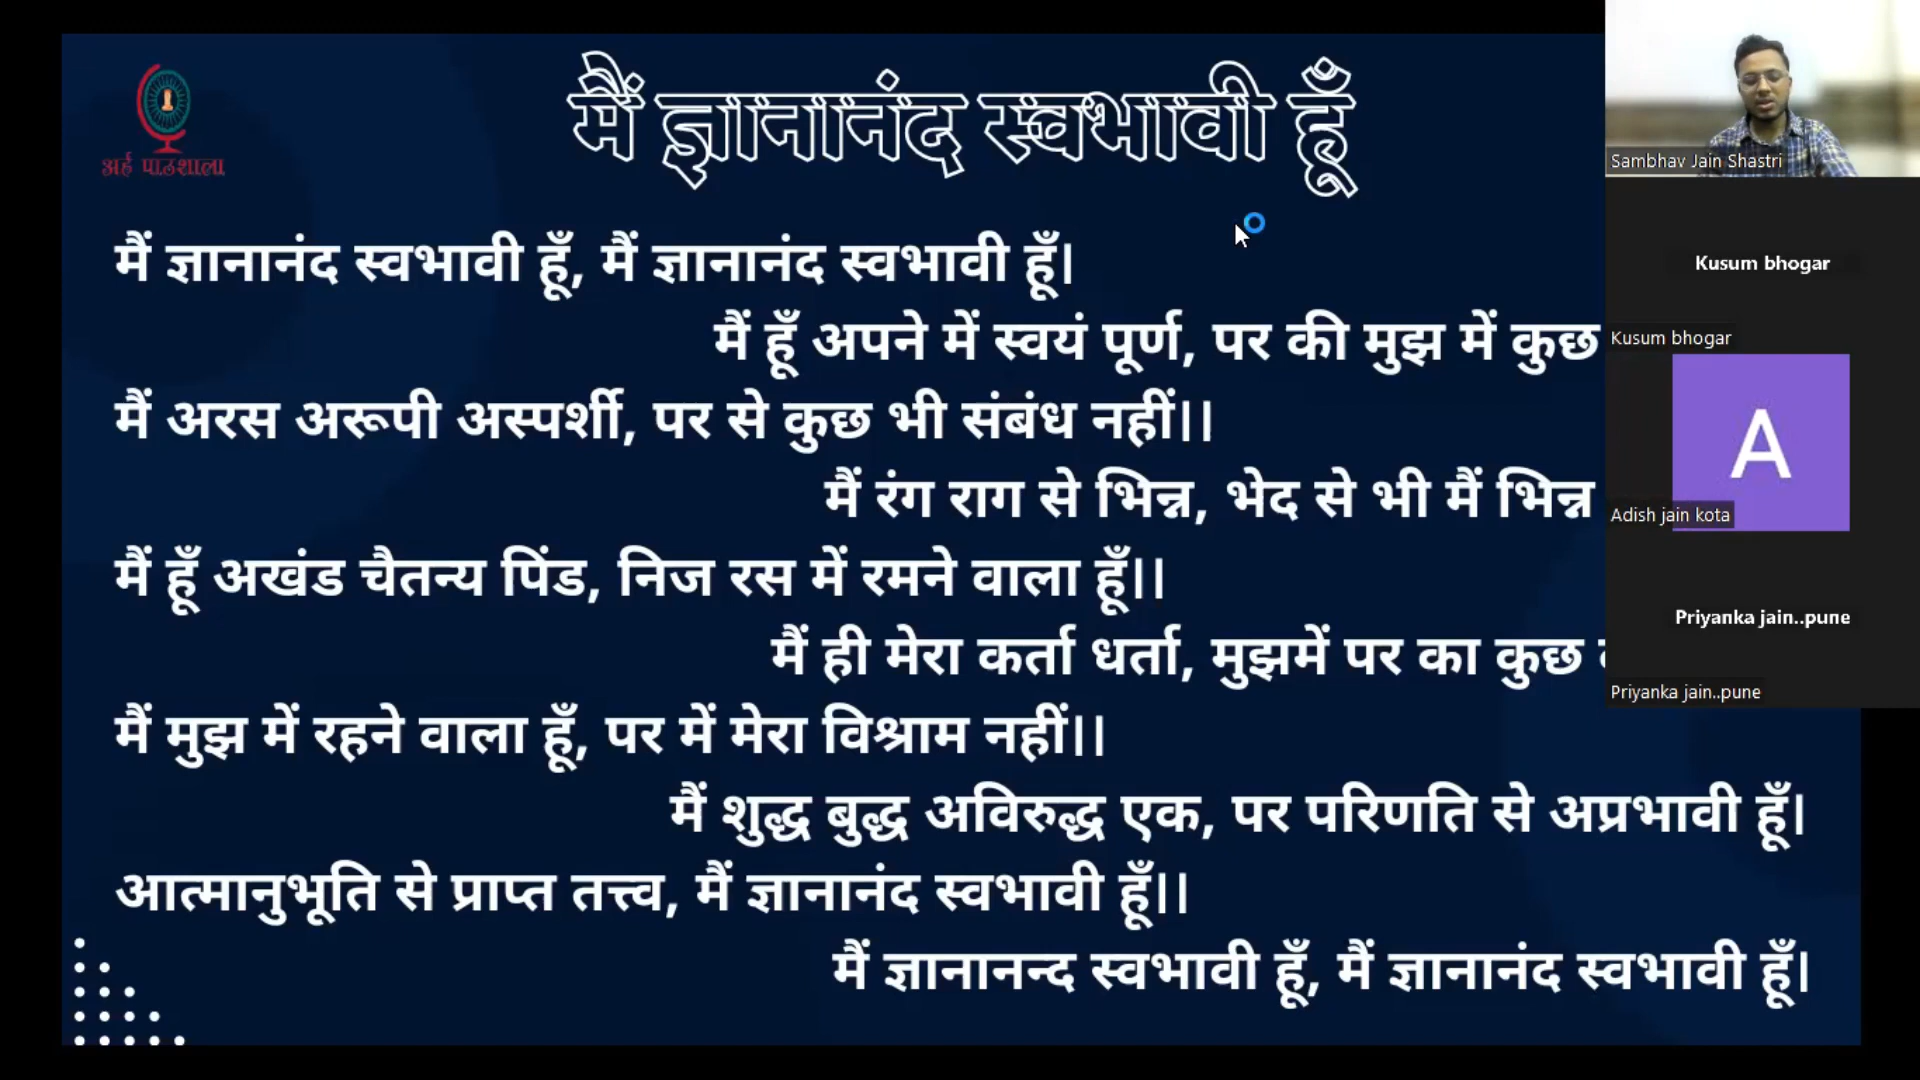 अर्ह पाठशाला
मैं ज्ञानानंद स्वभावी हूँ
मैं ज्ञानानंद स्वभावी हूँ, मैं ज्ञानानंद स्वभावी हूँ।
मैं हूँ अपने में स्वयं पूर्ण, पर की मुझ में कुछ
मैं अरस अरूपी अस्पर्शी, पर से कुछ भी संबंध नहीं।।
मैं रंग राग से भिन्न, भेद से भी मैं भिन्न
मैं हूँ अखंड चैतन्य पिंड, निज रस में रमने वाला हूँ।।
मैं ही मेरा कर्ता धर्ता, मुझमें पर का कुछ
मैं मुझ में रहने वाला हूँ, पर में मेरा विश्राम नहीं।।
मैं शुद्ध बुद्ध अविरुद्ध एक, पर परिणति से अप्रभावी हूँ।
आत्मानुभूति से प्राप्त तत्त्व, मैं ज्ञानानंद स्वभावी हूँ।।
मैं ज्ञानानन्द स्वभावी हूँ, मैं ज्ञानानंद स्वभावी हूँ।
Sambhav Jain Shastri
Kusum bhogar
Kusum bhogar
A
Adish jain kota
Priyanka jain..pune
Priyanka jain..pune